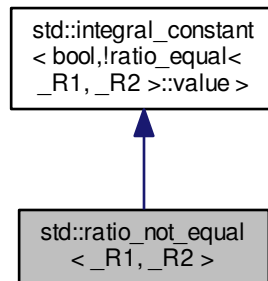 std::integral_constant
< bool,!ratio_equal<
_R1, _R2 >::value >
std::ratio_not_equal
< _R1, _R2 >